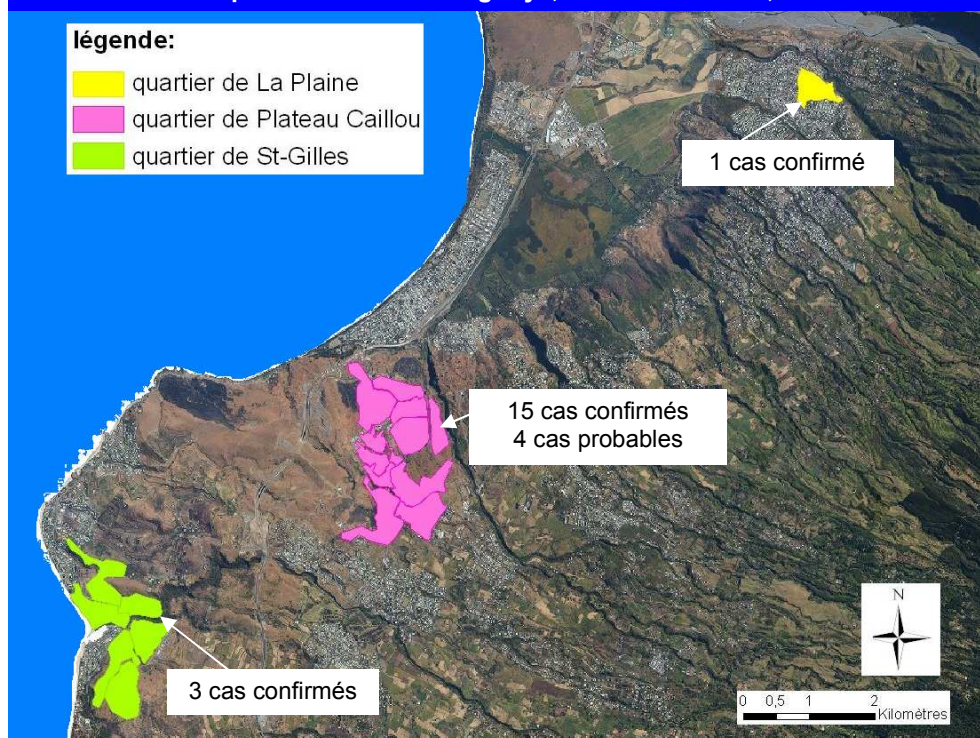 légende:
quartier de La Plaine
quartier de Plateau Caillou
quartier de St-Gilles
1 cas confirmé
15 cas confirmés
4 cas probables
3 cas confirmés
N
0 0,5 1 2
Kilomètres